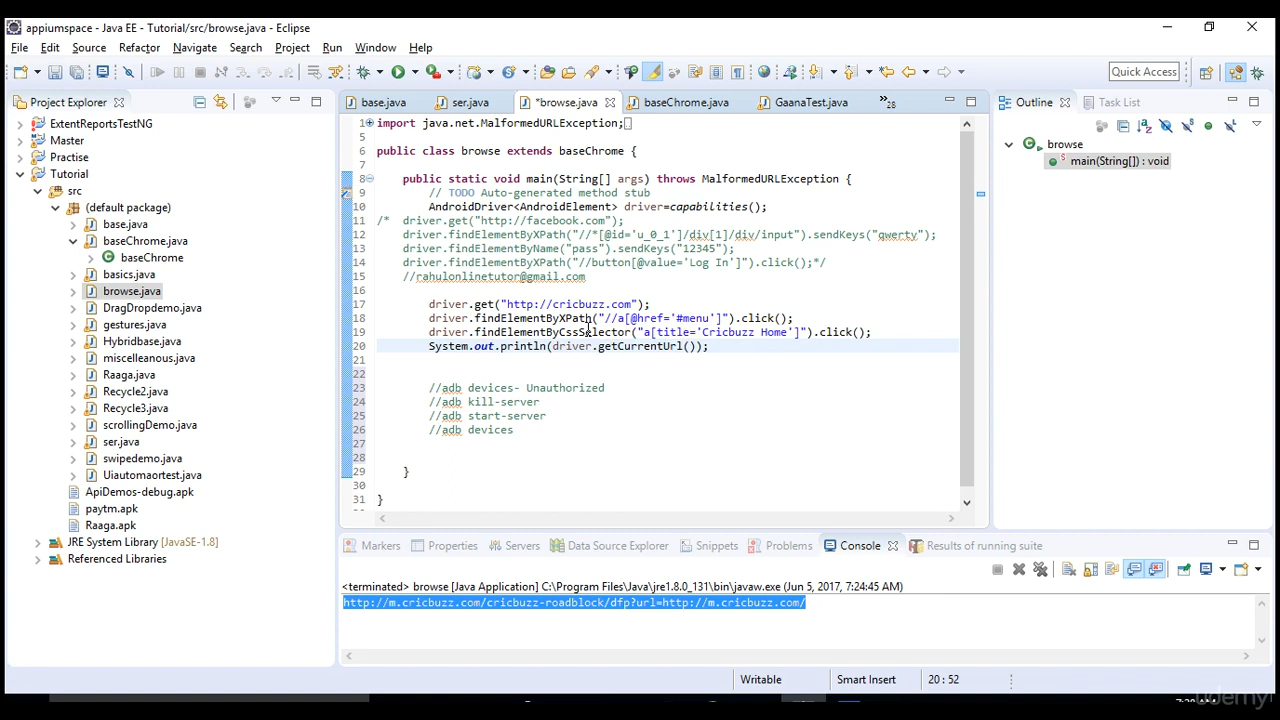 appiumspace - Java EE - Tutorial/src/browse.java - Eclipse
File Edit Source Refactor Navigate Search Project Run Window Help
Quick Access
Project Explorer
base.java ser.java *browse.java baseChrome.java GaanaTest.java »28
Outline Task List
ExtentReportsTestNG
Master
Practise
Tutorial
src
(default package)
base.java
baseChrome.java
baseChrome
basics.java
browse.java
DragDropdemo.java
gestures.java
Hybridbase.java
miscelleanous.java
Raaga.java
Recycle2.java
Recycle3.java
scrollingDemo.java
ser.java
swipedemo.java
Uiautomaortest.java
ApiDemos-debug.apk
paytm.apk
Raaga.apk
JRE System Library [JavaSE-1.8]
Referenced Libraries
1 import java.net.MalformedURLException;
5
6 public class browse extends baseChrome {
7
8 public static void main(String[] args) throws MalformedURLException {
9 // TODO Auto-generated method stub
10 AndroidDriver<AndroidElement> driver=capabilities();
11 /* driver.get("http://facebook.com");
12 driver.findElementByXPath("//*[@id='u_0_1']/div[1]/div/input").sendKeys("qwerty");
13 driver.findElementByName("pass").sendKeys("12345");
14 driver.findElementByXPath("//button[@value='Log In']").click();*/
15 //rahulonlinetutor@gmail.com
16
17 driver.get("http://cricbuzz.com");
18 driver.findElementByXPath("//a[@href='#menu']").click();
19 driver.findElementByCssSelector("a[title='Cricbuzz Home']").click();
20 System.out.println(driver.getCurrentUrl());
21
22
23 //adb devices- Unauthorized
24 //adb kill-server
25 //adb start-server
26 //adb devices
27
28
29 }
30
31 }
browse
main(String[]) : void
Markers Properties Servers Data Source Explorer Snippets Problems Console Results of running suite
<terminated> browse [Java Application] C:\Program Files\Java\jre1.8.0_131\bin\javaw.exe (Jun 5, 2017, 7:24:45 AM)
http://m.cricbuzz.com/cricbuzz-roadblock/dfp?url=http://m.cricbuzz.com/
Writable Smart Insert 20 : 52
udemy